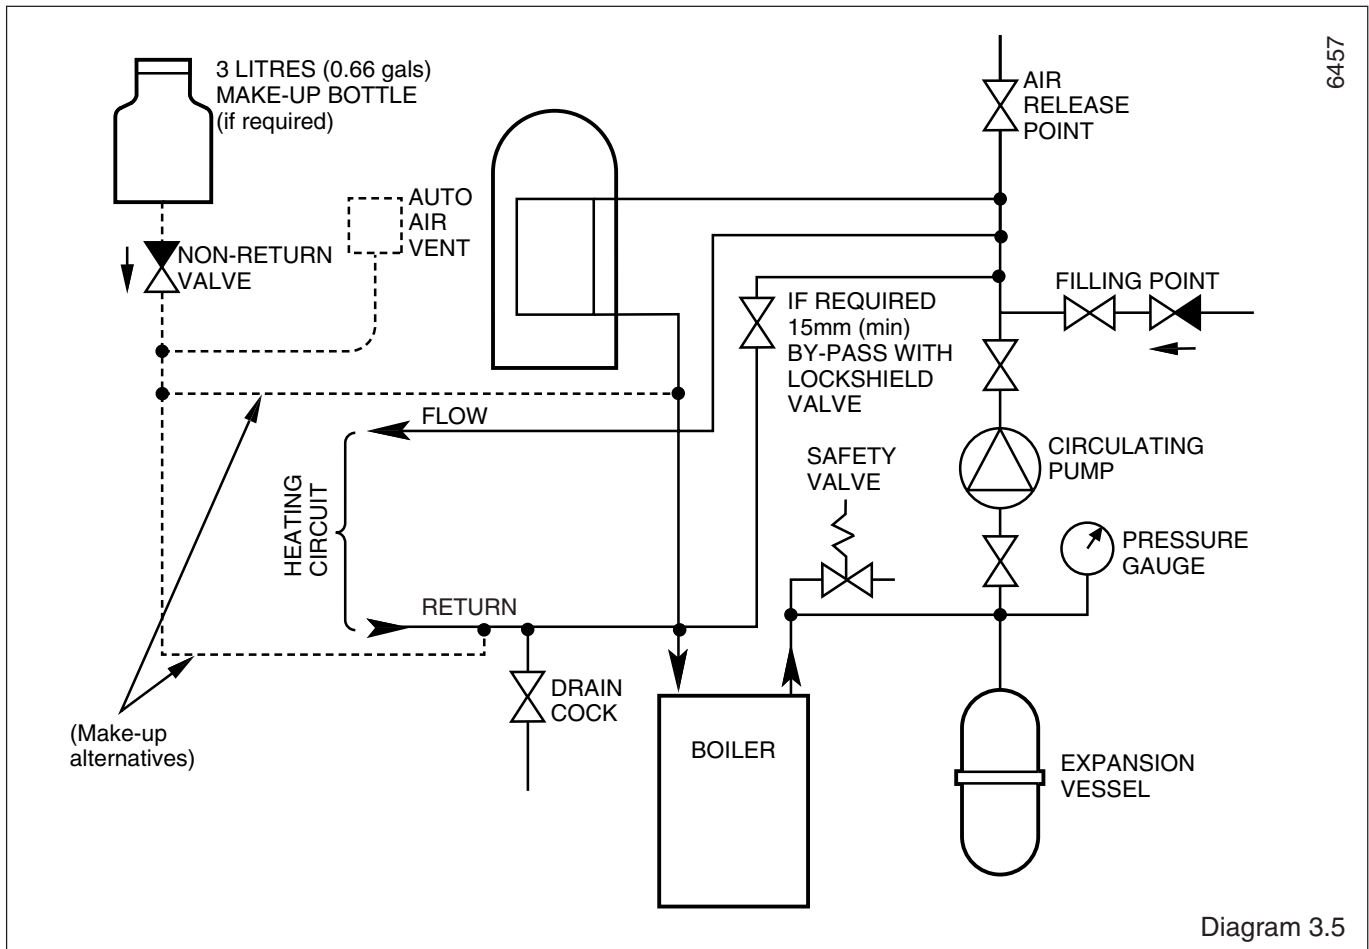 3 LITRES (0.66 gals)
MAKE-UP BOTTLE
(if required)
6457
AIR
RELEASE
POINT
AUTO
AIR
VENT
NON-RETURN
VALVE
FILLING POINT
IF REQUIRED
15mm (min)
BY-PASS WITH
LOCKSHIELD
VALVE
FLOW
SAFETY
VALVE
CIRCULATING
PUMP
HEATING
CIRCUIT
PRESSURE
GAUGE
RETURN
DRAIN
COCK
(Make-up
alternatives)
BOILER
EXPANSION
VESSEL
Diagram 3.5